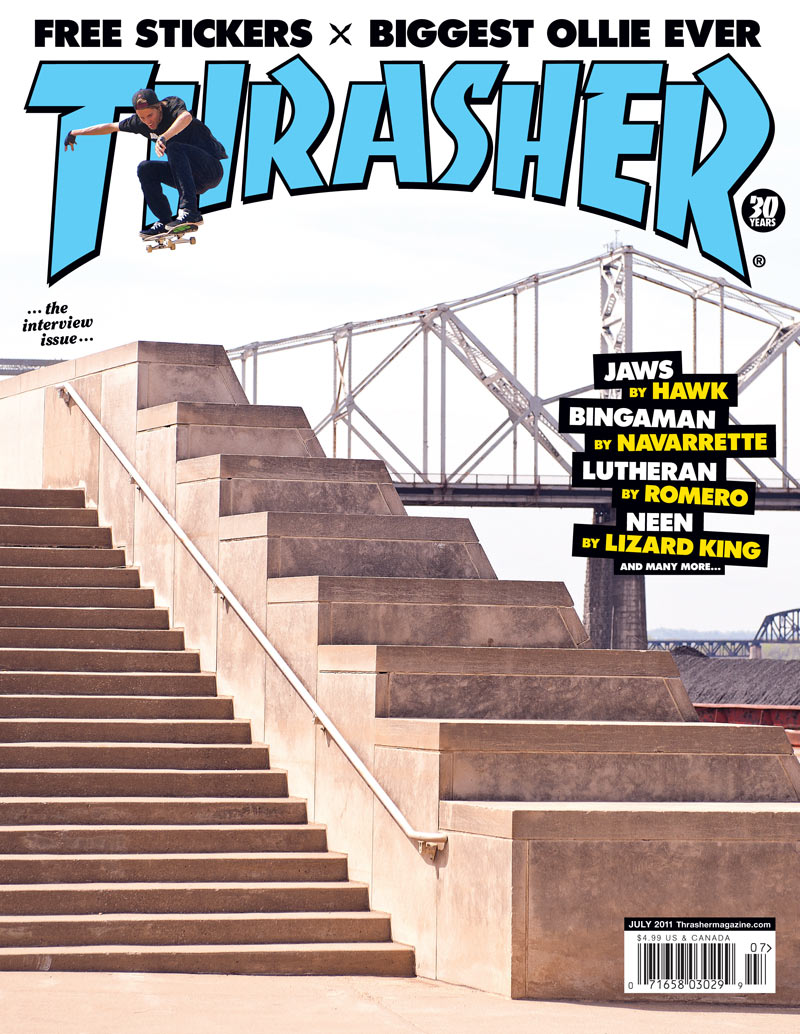 FREE STICKERS × BIGGEST OLLIE EVER
THRASHER
30
YEARS
®
...the
interview
issue...
JAWS
BY HAWK
BINGAMAN
BY NAVARRETTE
LUTHERAN
BY ROMERO
NEEN
BY LIZARD KING
AND MANY MORE...
JULY 2011 Thrashermagazine.com
$4.99 US & CANADA
07>
0 71658 03029 9